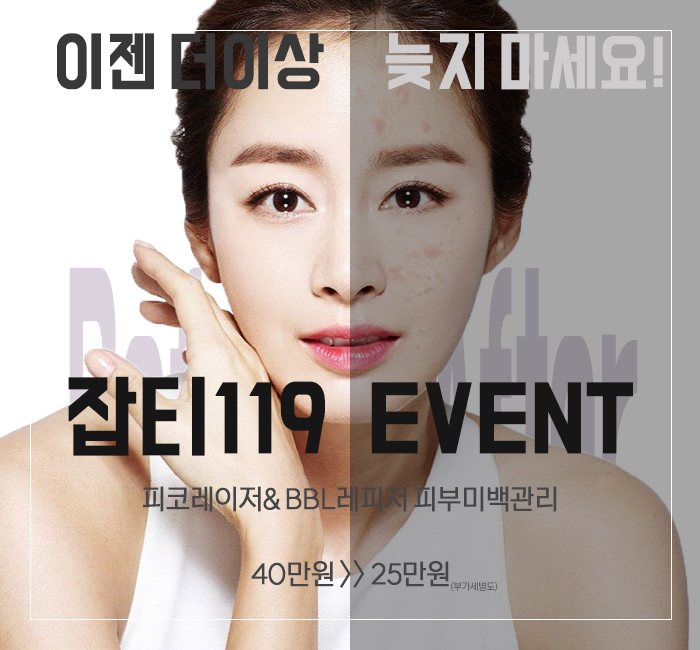 이젠 더이상 늦지 마세요!
Before After
잡티119 EVENT
피코레이저& BBL레피저 피부미백관리
40만원 >> 25만원(부가세별도)